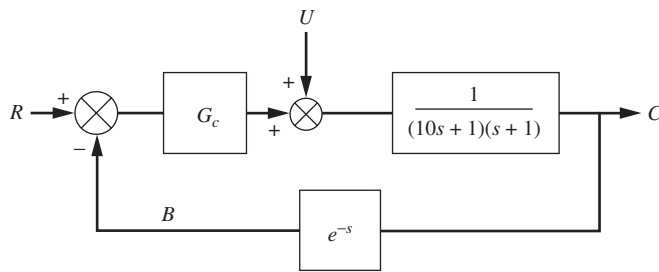 U
+
R
+
G_c
+
1
(10s + 1)(s + 1)
C
−
B
e^{−s}